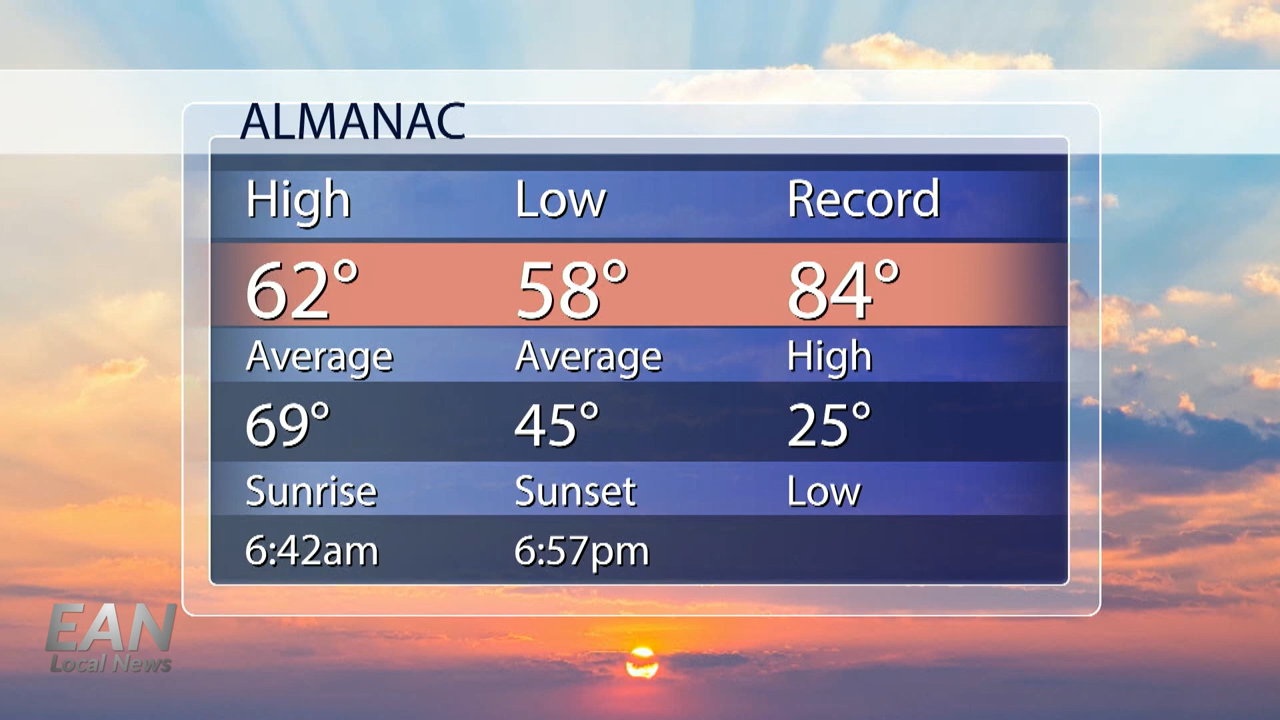 ALMANAC
High Low Record
62° 58° 84°
Average Average High
69° 45° 25°
Sunrise Sunset Low
6:42am 6:57pm
EAN
Local News